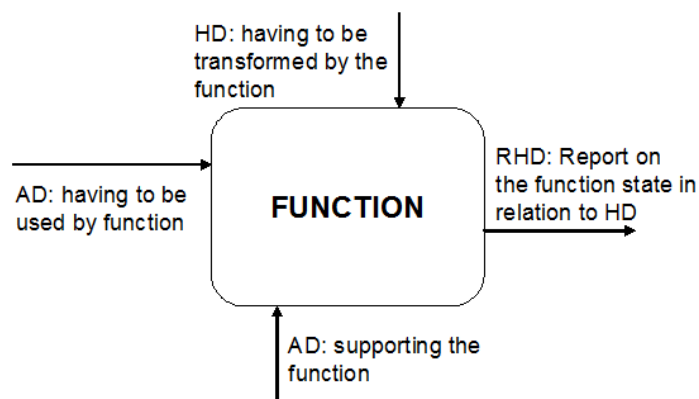 HD: having to be
transformed by the
function
AD: having to be
used by function
FUNCTION
RHD: Report on
the function state in
relation to HD
AD: supporting the
function